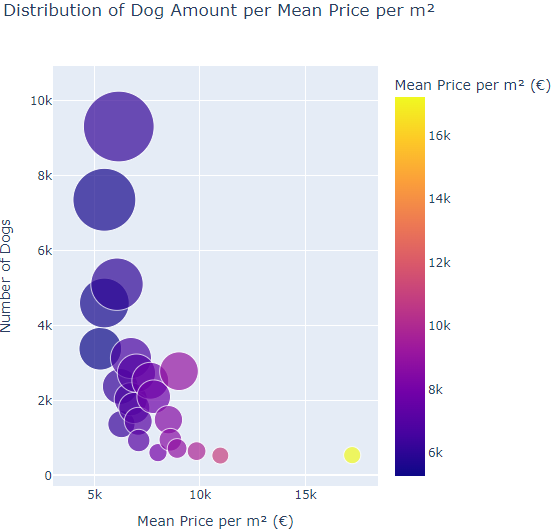 Distribution of Dog Amount per Mean Price per m²
Mean Price per m² (€)
10k
8k
6k
4k
2k
0
Number of Dogs
5k
10k
15k
Mean Price per m² (€)
16k
14k
12k
10k
8k
6k